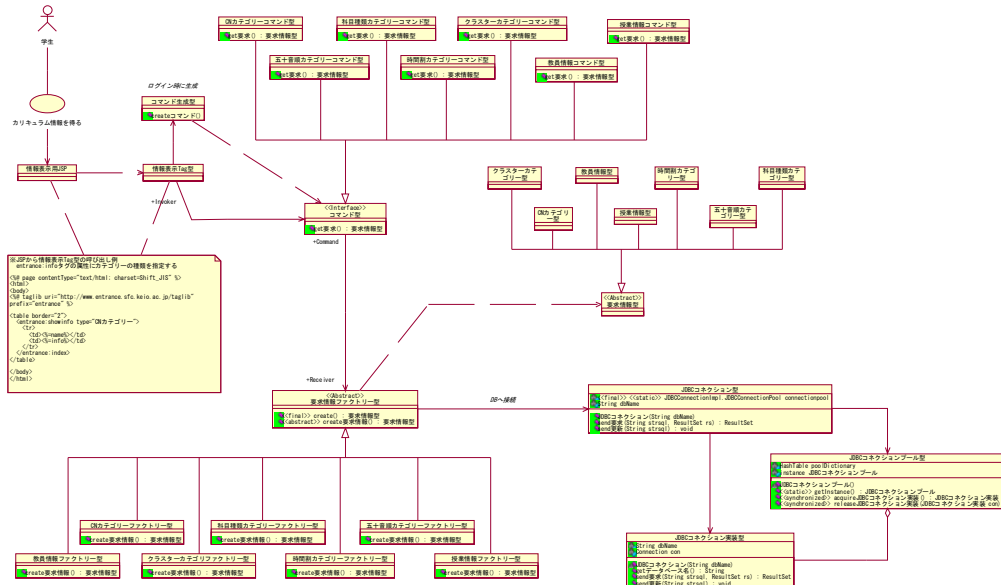 学生
カリキュラム情報を得る
情報表示用JSP
情報表示Tag型
+Invoker
ログイン時に生成
コマンド生成型
createコマンド()
CNカテゴリーコマンド型
get要求() : 要求情報型
科目種類カテゴリーコマンド型
get要求() : 要求情報型
クラスターカテゴリーコマンド型
get要求() : 要求情報型
授業情報コマンド型
get要求() : 要求情報型
五十音順カテゴリーコマンド型
get要求() : 要求情報型
時間割カテゴリーコマンド型
get要求() : 要求情報型
教員情報コマンド型
get要求() : 要求情報型
<<Interface>>
コマンド型
get要求() : 要求情報型
+Command
クラスターカテ
ゴリー型
教員情報型
時間割カテゴ
リー型
科目種類カテ
ゴリー型
CNカテゴリ
ー型
授業情報型
五十音順カテ
ゴリー型
<<Abstract>>
要求情報型
※JSPから情報表示Tag型の呼び出し例
entrance:infoタグの属性にカテゴリーの種類を指定する
<%@ page contentType="text/html; charset=Shift_JIS" %>
<html>
<body>
<%@ taglib uri="http://www.entrance.sfc.keio.ac.jp/taglib"
prefix="entrance" %>
<table border="2">
<entrance:showinfo type="CNカテゴリー">
<tr>
<td><%=name%></td>
<td><%=info%></td>
</tr>
</entrance:index>
</table>
</body>
</html>
+Receiver
<<Abstract>>
要求情報ファクトリー型
<<final>> create() : 要求情報型
<<abstract>> create要求情報() : 要求情報型
DBへ接続
JDBCコネクション型
<<final>> <<static>> JDBCConnectionImpl.JDBCConnectionPool connectionpool
String dbName
JDBCコネクション(String dbName)
send要求(String strsql, ResultSet rs) : ResultSet
send更新(String strsql) : void
JDBCコネクションプール型
HashTable poolDictionary
instance JDBCコネクションプール
JDBCコネクションプール()
<<static>> getInstance() : JDBCコネクションプール
<<synchronized>> acquireJDBCコネクション実装() : JDBCコネクション実装
<<synchronized>> releaseJDBCコネクション実装(JDBCコネクション実装 con)
JDBCコネクション実装型
String dbName
Connection con
JDBCコネクション(String dbName)
getデータベース名() : String
send要求(String strsql, ResultSet rs) : ResultSet
send更新(String strsql) : void
CNカテゴリーファクトリー型
create要求情報() : 要求情報型
科目種類カテゴリーファクトリー型
create要求情報() : 要求情報型
五十音順カテゴリーファクトリー型
create要求情報() : 要求情報型
教員情報ファクトリー型
create要求情報() : 要求情報型
クラスターカテゴリファクトリー型
create要求情報() : 要求情報型
時間割カテゴリーファクトリー型
create要求情報() : 要求情報型
授業情報ファクトリー型
create要求情報() : 要求情報型